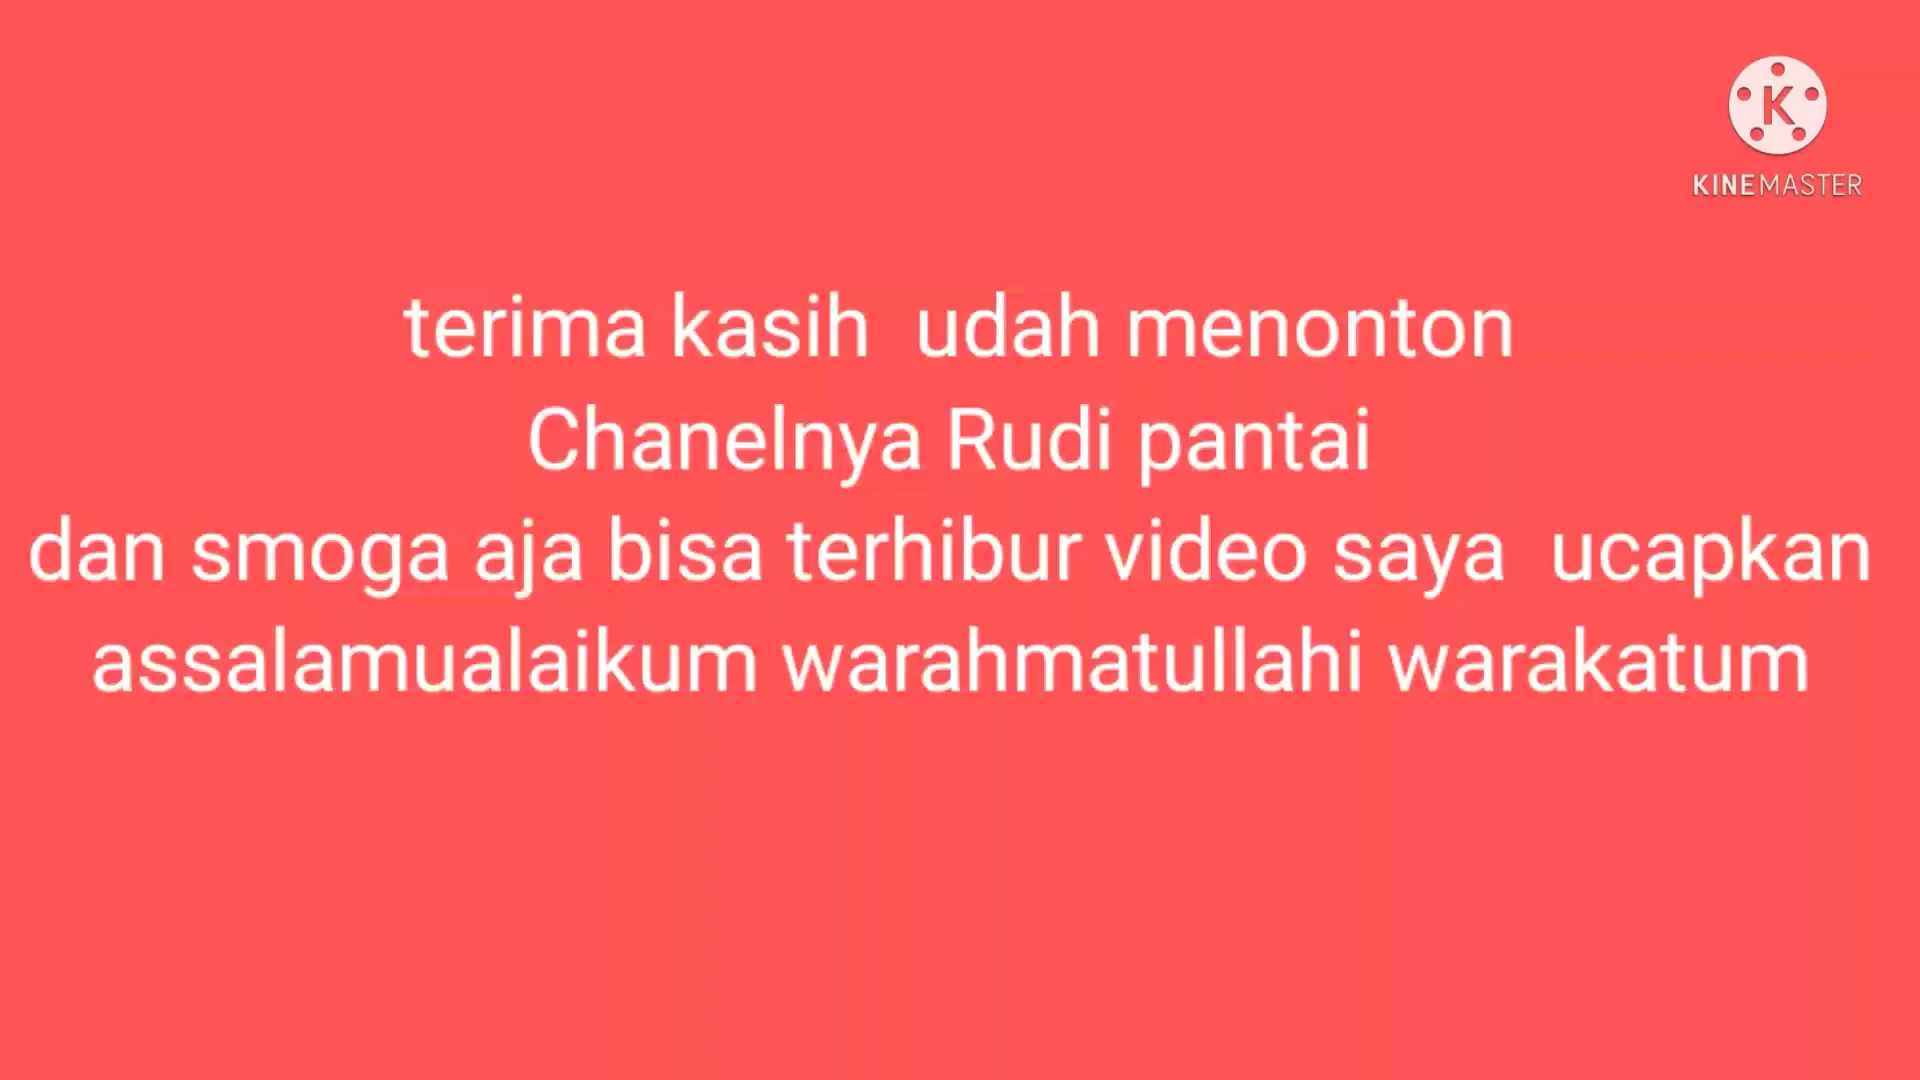 K
KINEMASTER
terima kasih  udah menonton
Chanelnya Rudi pantai
dan smoga aja bisa terhibur video saya  ucapkan
assalamualaikum warahmatullahi warakatum